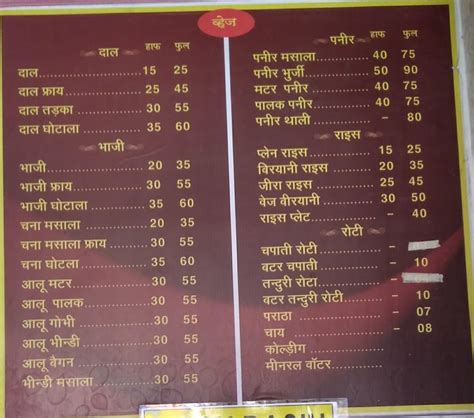 व्हेज
दाल हाफ फुल
दाल............... 15 25
दाल फ्राय............ 25 45
दाल तड़का............ 30 55
दाल घोटाला............ 35 60
भाजी
भाजी............... 20 35
भाजी फ्राय............ 30 55
भाजी घोटाला............ 35 60
चना मसाला............ 30 55
चना मसाला फ्राय............ 30 55
चना घोटला............ 35 60
आलू मटर............ 30 55
आलू पालक............ 30 55
आलू गोभी............ 30 55
आलू भीन्डी............ 30 55
आलू बैगन............ 30 55
भीन्डी मसाला............ 30 55
पनीर हाफ फुल
पनीर मसाला............ 40 75
पनीर भुर्जी............ 50 90
मटर पनीर............ 40 75
पालक पनीर............ 40 75
पनीर थाली............ – 80
राइस
प्लेन राइस............ 15 25
बिरयानी राइस............ 20 35
जीरा राइस............ 25 45
वेज बीरयानी............ 30 50
राइस प्लेट............ – 40
रोटी
चपाती रोटी............ –
बटर चपाती............ – 10
तन्दुरी रोटा............ –
बटर तन्दुरी रोटी............ – 10
पराठा............ – 07
चाय............ – 08
कोल्ड्रींग............
मीनरल वॉटर............